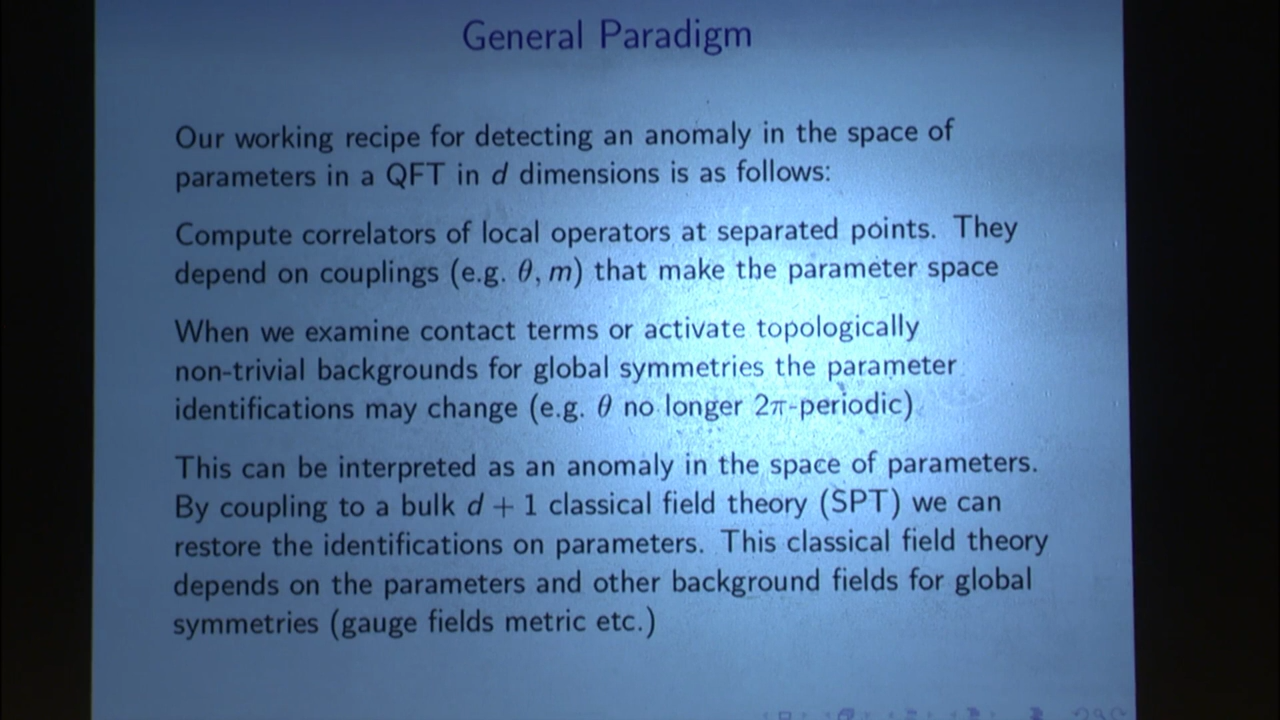 General Paradigm
Our working recipe for detecting an anomaly in the space of
parameters in a QFT in d dimensions is as follows:
Compute correlators of local operators at separated points. They
depend on couplings (e.g. θ, m) that make the parameter space
When we examine contact terms or activate topologically
non-trivial backgrounds for global symmetries the parameter
identifications may change (e.g. θ no longer 2π-periodic)
This can be interpreted as an anomaly in the space of parameters.
By coupling to a bulk d + 1 classical field theory (SPT) we can
restore the identifications on parameters. This classical field theory
depends on the parameters and other background fields for global
symmetries (gauge fields metric etc.)